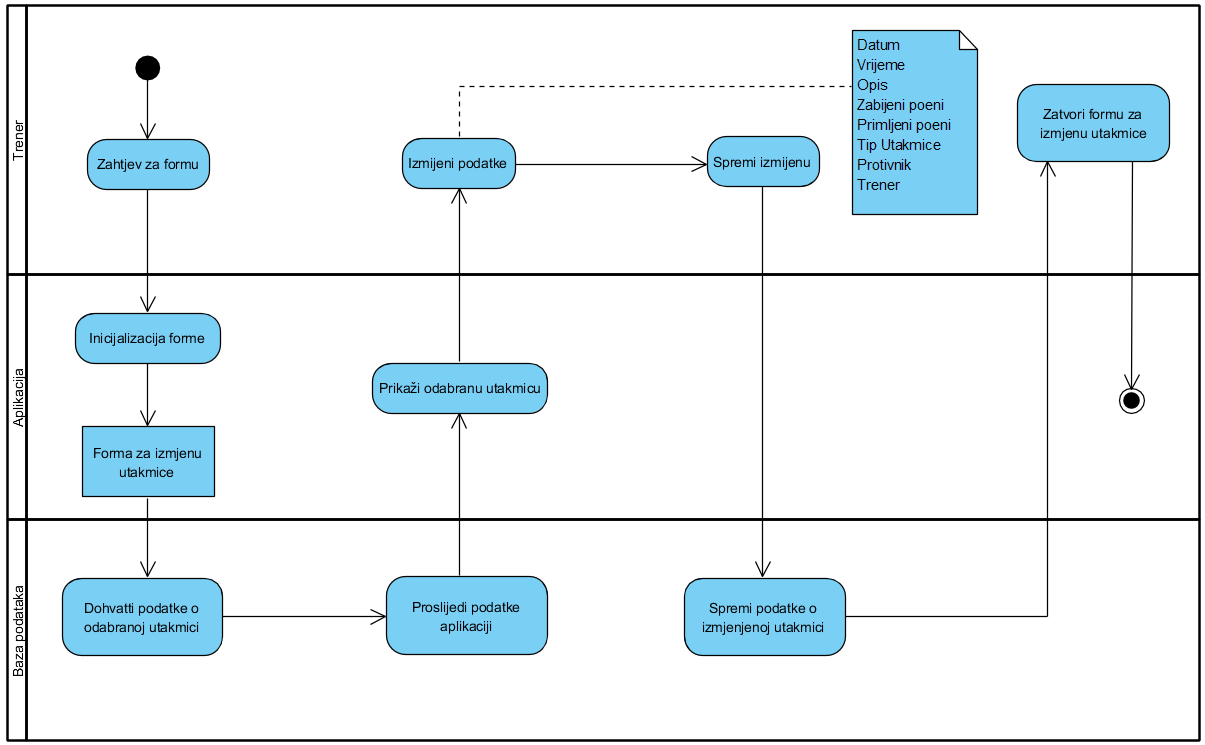 Trener
Zahtjev za formu
Izmijeni podatke
Spremi izmijenu
Datum
Vrijeme
Opis
Zabijeni poeni
Primljeni poeni
Tip Utakmice
Protivnik
Trener
Zatvori formu za
izmjenu utakmice
Aplikacija
Inicijalizacija forme
Forma za izmjenu
utakmice
Prikaži odabranu utakmicu
Baza podataka
Dohvatti podatke o
odabranoj utakmici
Proslijedi podatke
aplikaciji
Spremi podatke o
izmjenjenoj utakmici